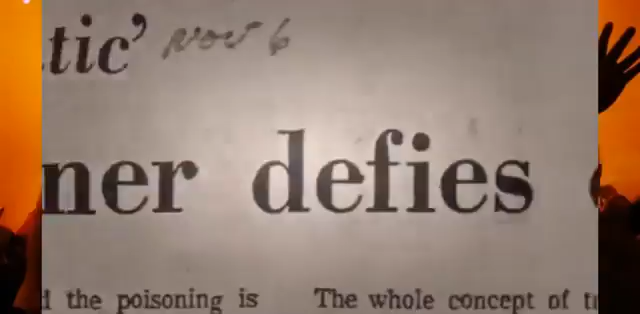 tic’ Nov 6
ner defies
the poisoning is The whole concept of